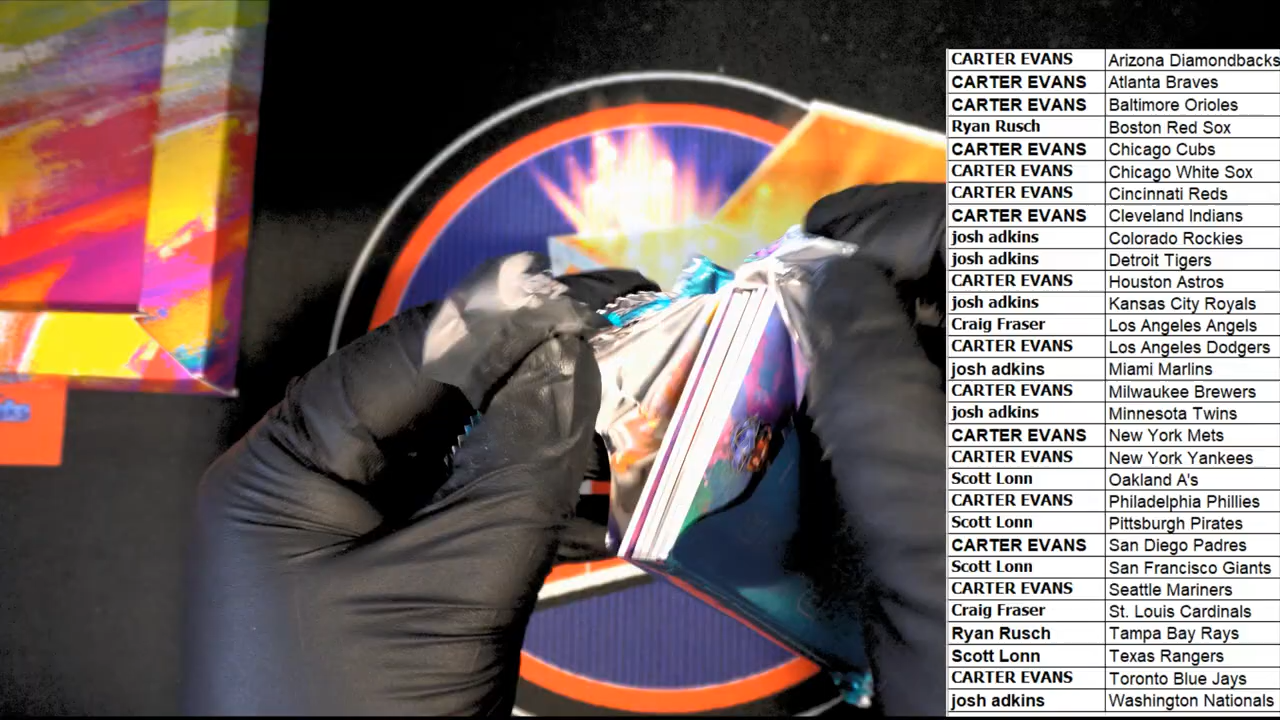 CARTER EVANS Arizona Diamondbacks
CARTER EVANS Atlanta Braves
CARTER EVANS Baltimore Orioles
Ryan Rusch Boston Red Sox
CARTER EVANS Chicago Cubs
CARTER EVANS Chicago White Sox
CARTER EVANS Cincinnati Reds
CARTER EVANS Cleveland Indians
josh adkins Colorado Rockies
josh adkins Detroit Tigers
CARTER EVANS Houston Astros
josh adkins Kansas City Royals
Craig Fraser Los Angeles Angels
CARTER EVANS Los Angeles Dodgers
josh adkins Miami Marlins
CARTER EVANS Milwaukee Brewers
josh adkins Minnesota Twins
CARTER EVANS New York Mets
CARTER EVANS New York Yankees
Scott Lonn Oakland A's
CARTER EVANS Philadelphia Phillies
Scott Lonn Pittsburgh Pirates
CARTER EVANS San Diego Padres
Scott Lonn San Francisco Giants
CARTER EVANS Seattle Mariners
Craig Fraser St. Louis Cardinals
Ryan Rusch Tampa Bay Rays
Scott Lonn Texas Rangers
CARTER EVANS Toronto Blue Jays
josh adkins Washington Nationals